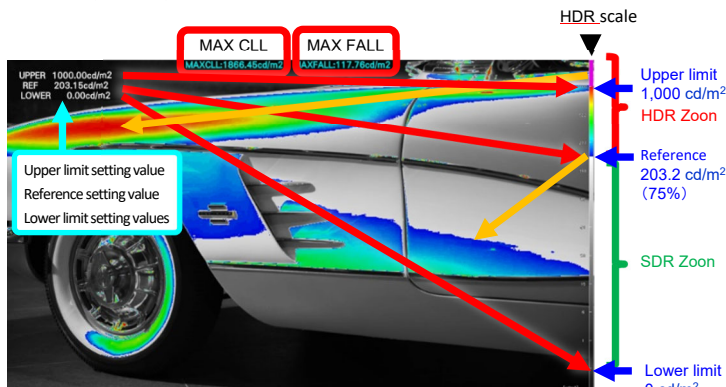 HDR scale
MAX CLL
MAX FALL
MAXCLL:1866.45cd/m2
MAXFALL:117.76cd/m2
UPPER 1000.00cd/m2
REF 203.15cd/m2
LOWER 0.00cd/m2
Upper limit
1,000 cd/m²
HDR Zoon
Upper limit setting value
Reference setting value
Lower limit setting values
Reference
203.2 cd/m²
(75%)
SDR Zoon
Lower limit